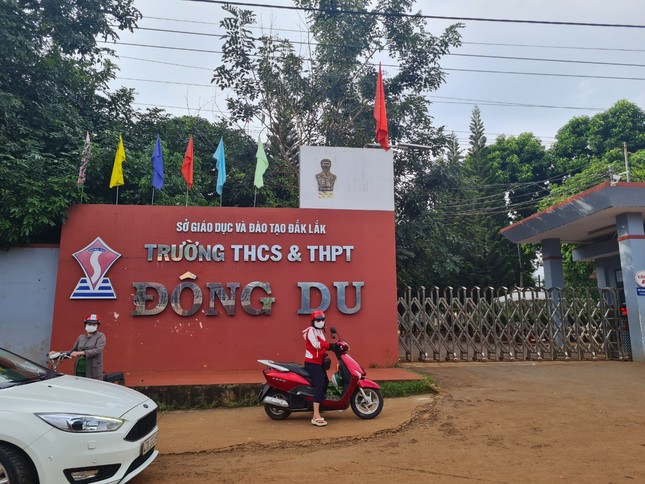 SỞ GIÁO DỤC VÀ ĐÀO TẠO ĐẮK LẮK
TRƯỜNG THCS & THPT
ĐÔNG DU